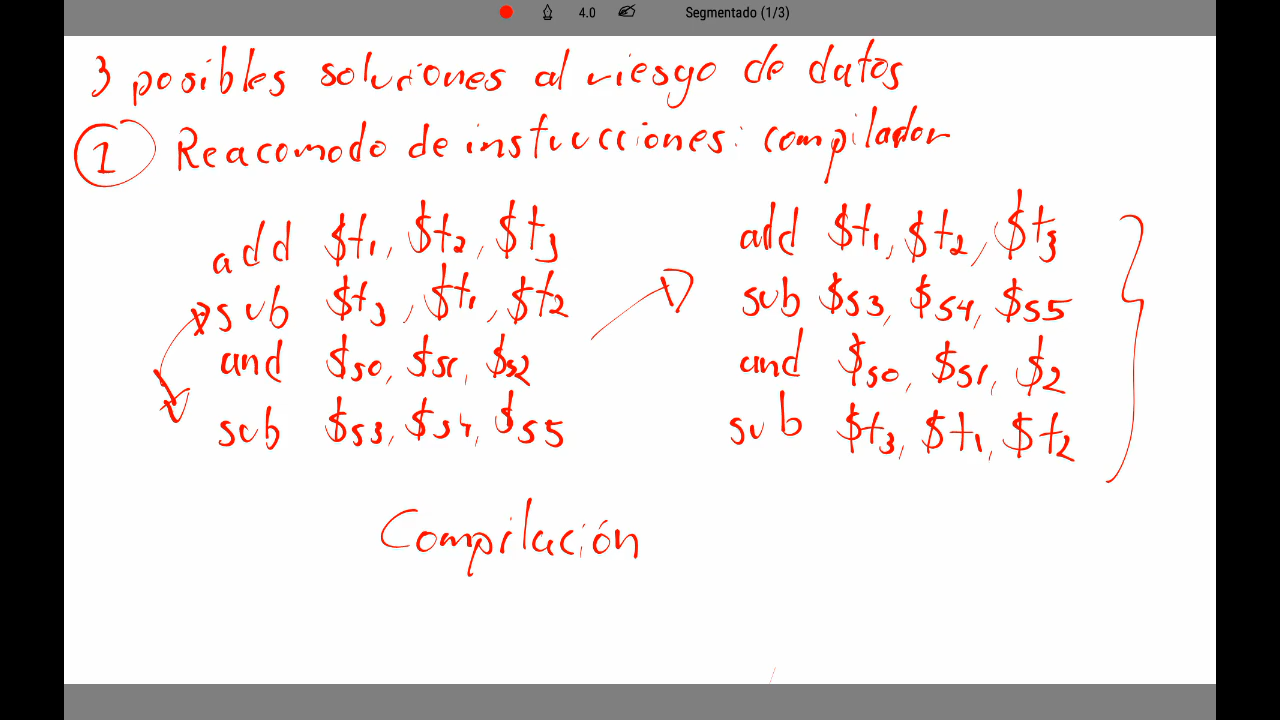 4.0 Segmentado (1/3)
3 posibles soluciones al riesgo de datos
1 Reacomodo de instrucciones: compilador
add $t1, $t2, $t3
sub $t3, $t1, $t2
and $s0, $s1, $s2
sub $s3, $s4, $s5
add $t1, $t2, $t3
sub $s3, $s4, $s5
and $s0, $s1, $2
sub $t3, $t1, $t2
Compilación